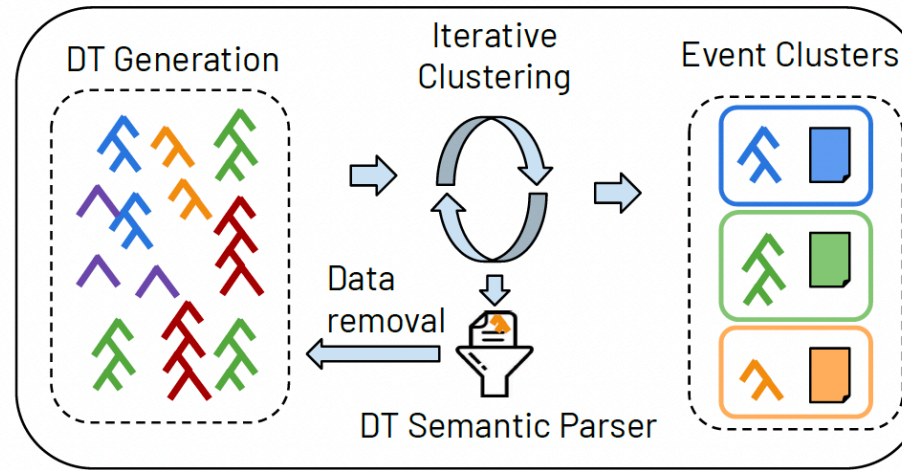 DT Generation
Iterative
Clustering
Event Clusters
Data
removal
DT Semantic Parser